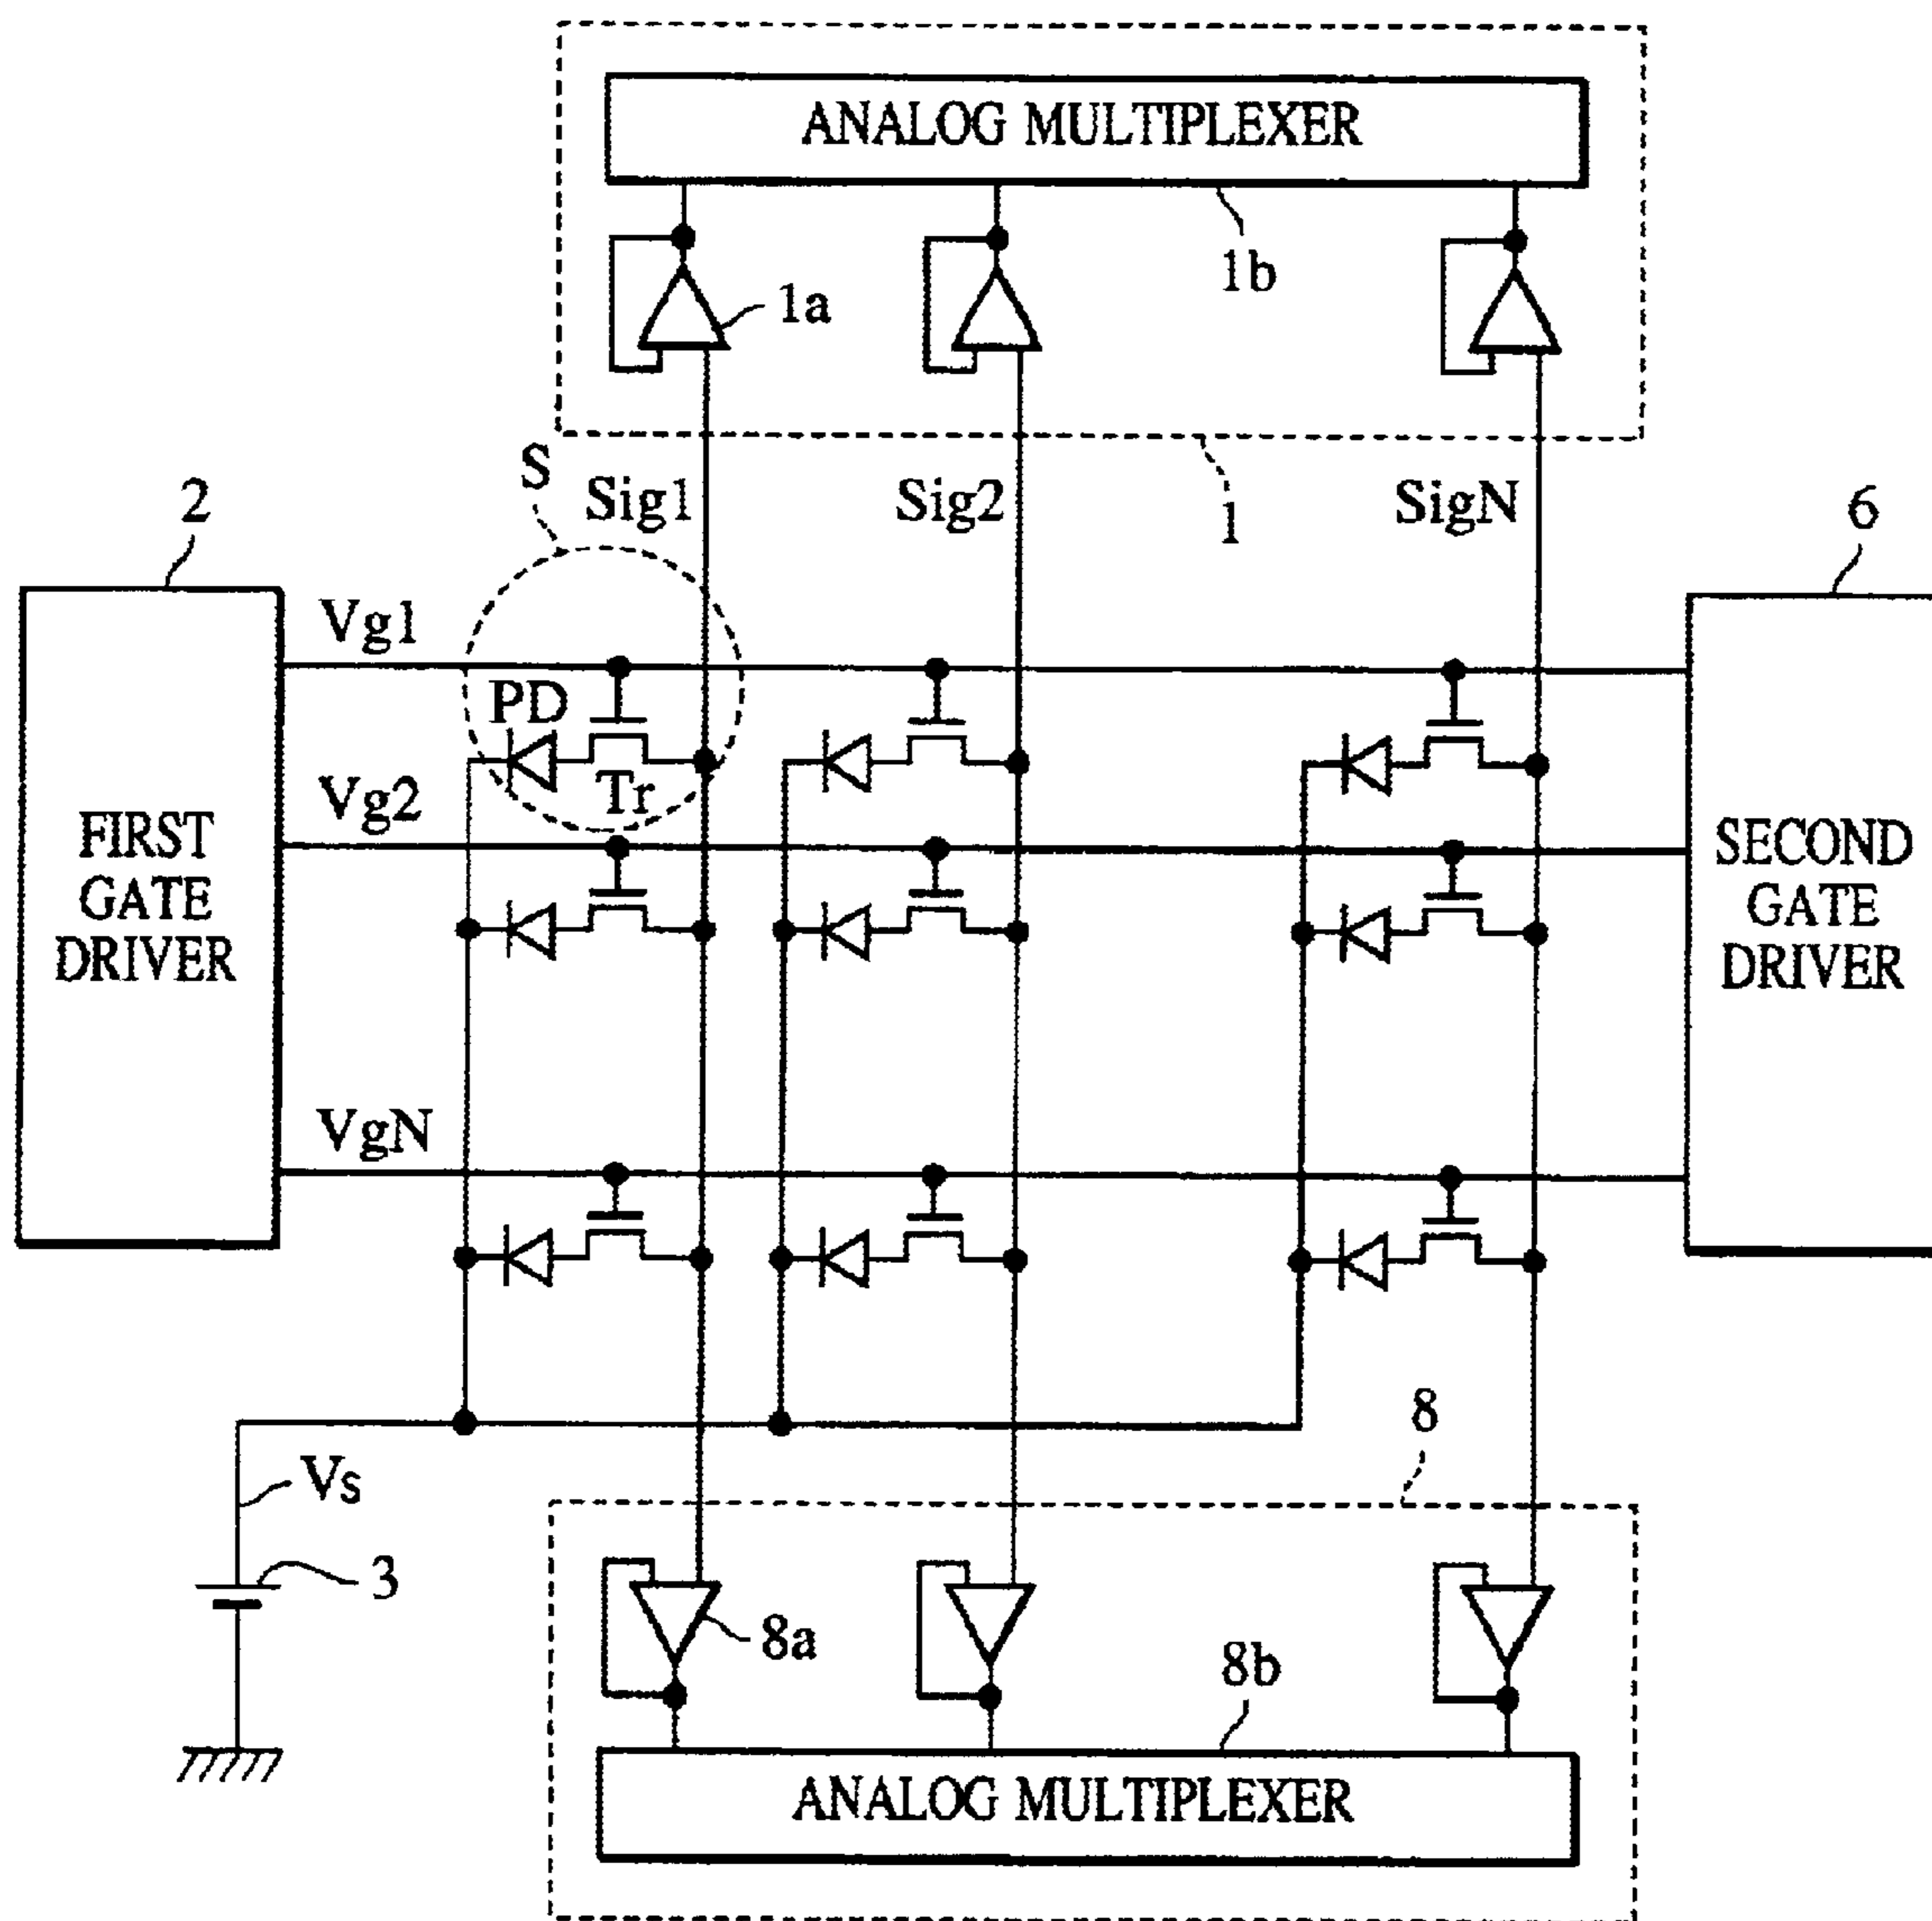 ANALOG MULTIPLEXER
1b
1a
S
Sig1
Sig2
1
SigN
2
6
Vg1
PD
Tr
Vg2
FIRST
GATE
DRIVER
SECOND
GATE
DRIVER
VgN
8
Vs
3
8a
8b
ANALOG MULTIPLEXER